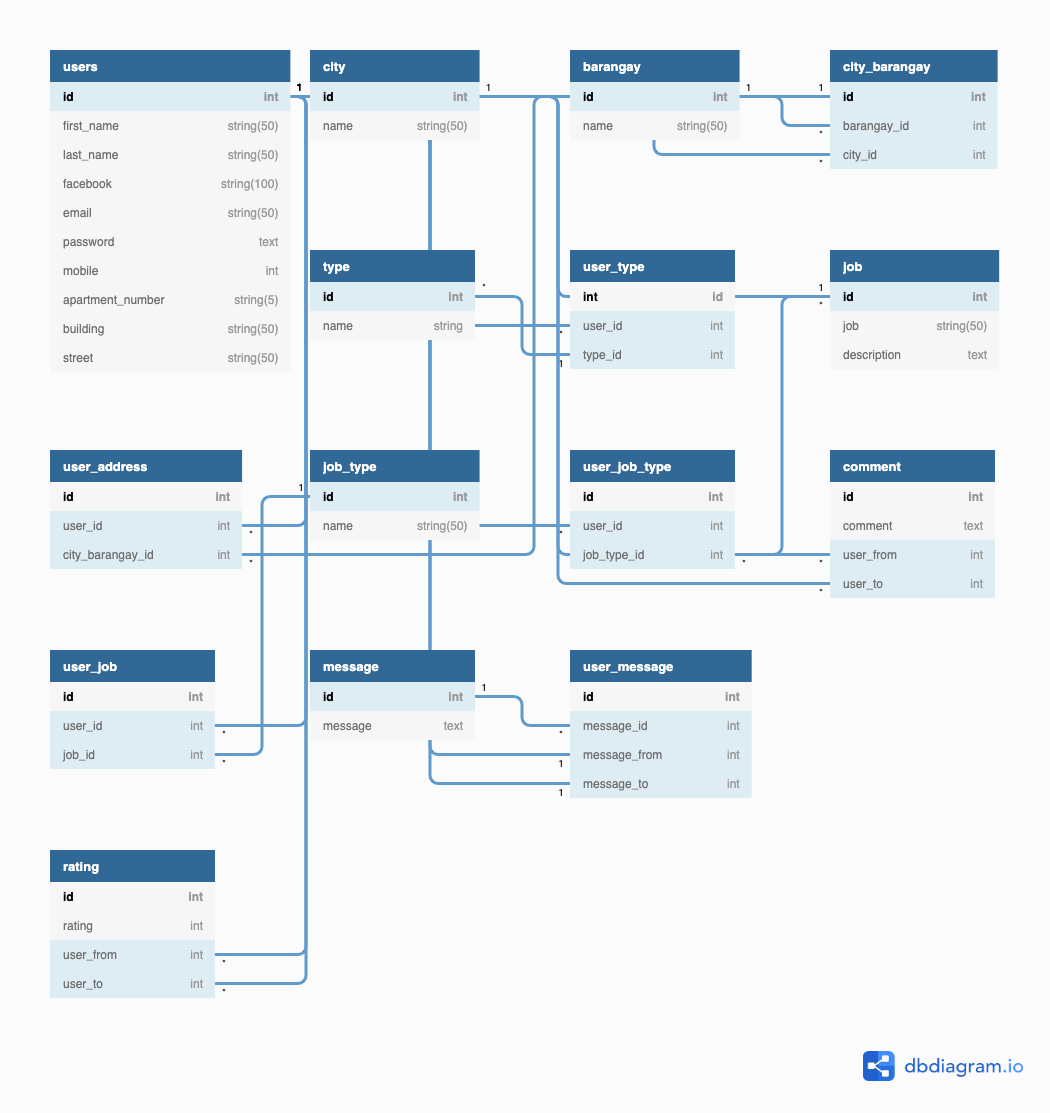 users
id int
first_name string(50)
last_name string(50)
facebook string(100)
email string(50)
password text
mobile int
apartment_number string(5)
building string(50)
street string(50)
1
city
id int
name string(50)
1
barangay
id int
name string(50)
1
1
*
*
city_barangay
id int
barangay_id int
city_id int
type
id int
name string
*
*
1
user_type
int id
user_id int
type_id int
1
*
job
id int
job string(50)
description text
user_address
id int
user_id int
city_barangay_id int
*
*
1
job_type
id int
name string(50)
*
user_job_type
id int
user_id int
job_type_id int
*
*
*
comment
id int
comment text
user_from int
user_to int
user_job
id int
user_id int
job_id int
*
*
message
id int
message text
1
*
1
1
user_message
id int
message_id int
message_from int
message_to int
rating
id int
rating int
user_from int
user_to int
*
*
dbdiagram.io